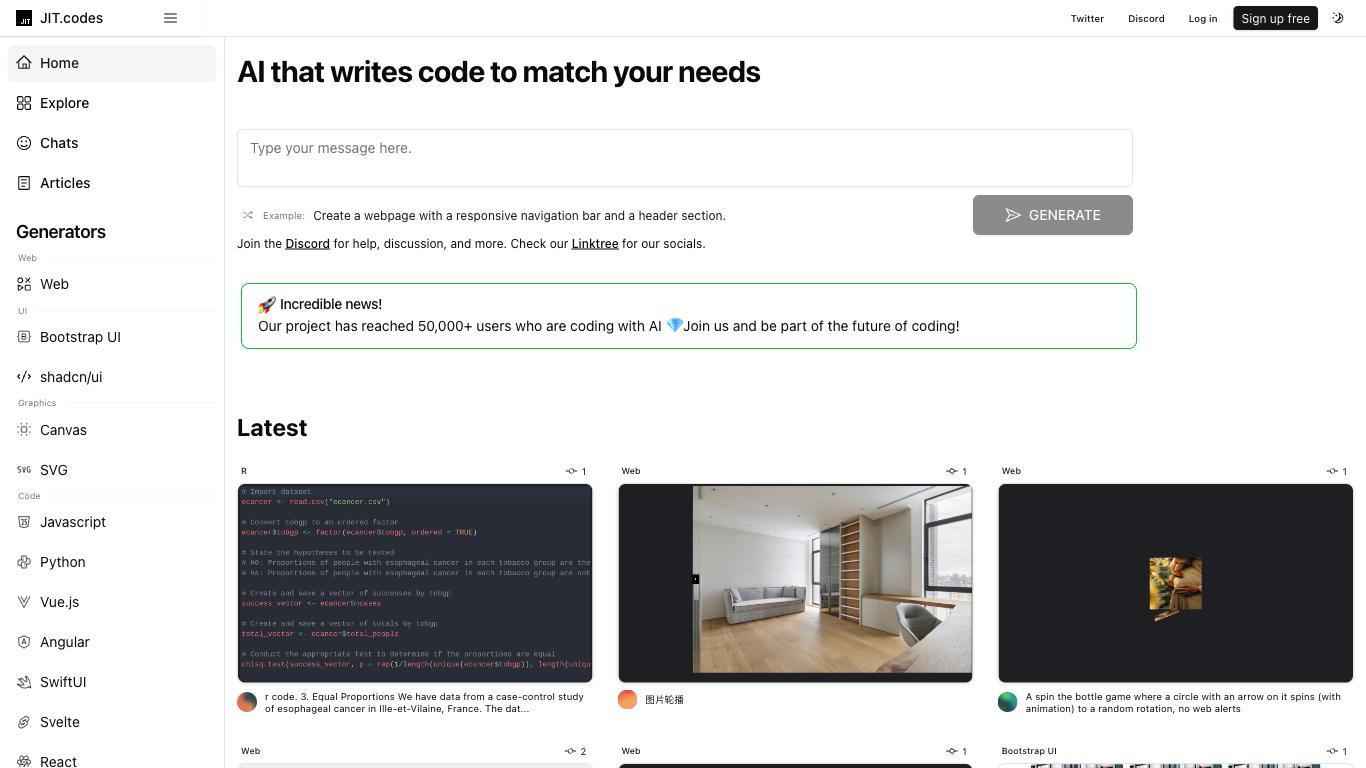 JIT JIT.codes
Twitter
Discord
Log in
Sign up free
Home
Explore
Chats
Articles
Generators
Web
Web
UI
Bootstrap UI
shadcn/ui
Graphics
Canvas
SVG SVG
Code
Javascript
Python
Vue.js
Angular
SwiftUI
Svelte
React
AI that writes code to match your needs
Type your message here.
Example: Create a webpage with a responsive navigation bar and a header section.
GENERATE
Join the Discord for help, discussion, and more. Check our Linktree for our socials.
🚀 Incredible news!
Our project has reached 50,000+ users who are coding with AI 💎Join us and be part of the future of coding!
Latest
R 1
# Import dataset
ecancer <- read.csv("ecancer.csv")
# Convert tobgp to an ordered factor
ecancer$tobgp <- factor(ecancer$tobgp, ordered = TRUE)
# State the hypotheses to be tested
# H0: Proportions of people with esophageal cancer in each tobacco group are the
# Ha: Proportions of people with esophageal cancer in each tobacco group are not
# Create and save a vector of successes by tobgp
success_vector <- ecancer$ncases
# Create and save a vector of totals by tobgp
total_vector <- ecancer$total_people
# Conduct the appropriate test to determine if the proportions are equal
chisq.test(success_vector, p = rep(1/length(unique(ecancer$tobgp)), length(uniqu
r code. 3. Equal Proportions We have data from a case-control study
of esophageal cancer in Ille-et-Vilaine, France. The dat...
Web 1
图片轮播
Web 1
A spin the bottle game where a circle with an arrow on it spins (with
animation) to a random rotation, no web alerts
Web 2
Web 1
Bootstrap UI 1